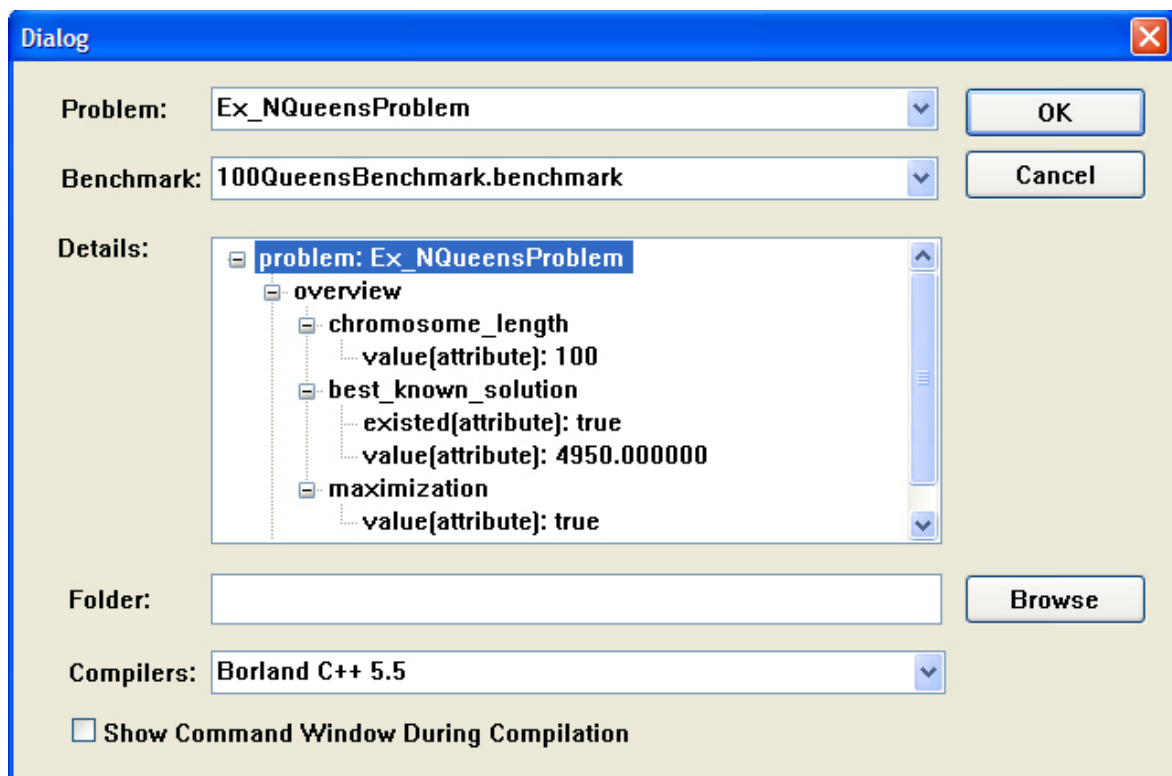 Dialog
Problem: Ex_NQueensProblem
OK
Benchmark: 100QueensBenchmark.benchmark
Cancel
Details:
problem: Ex_NQueensProblem
overview
chromosome_length
value(attribute): 100
best_known_solution
existed(attribute): true
value(attribute): 4950.000000
maximization
value(attribute): true
Folder:
Browse
Compilers: Borland C++ 5.5
Show Command Window During Compilation